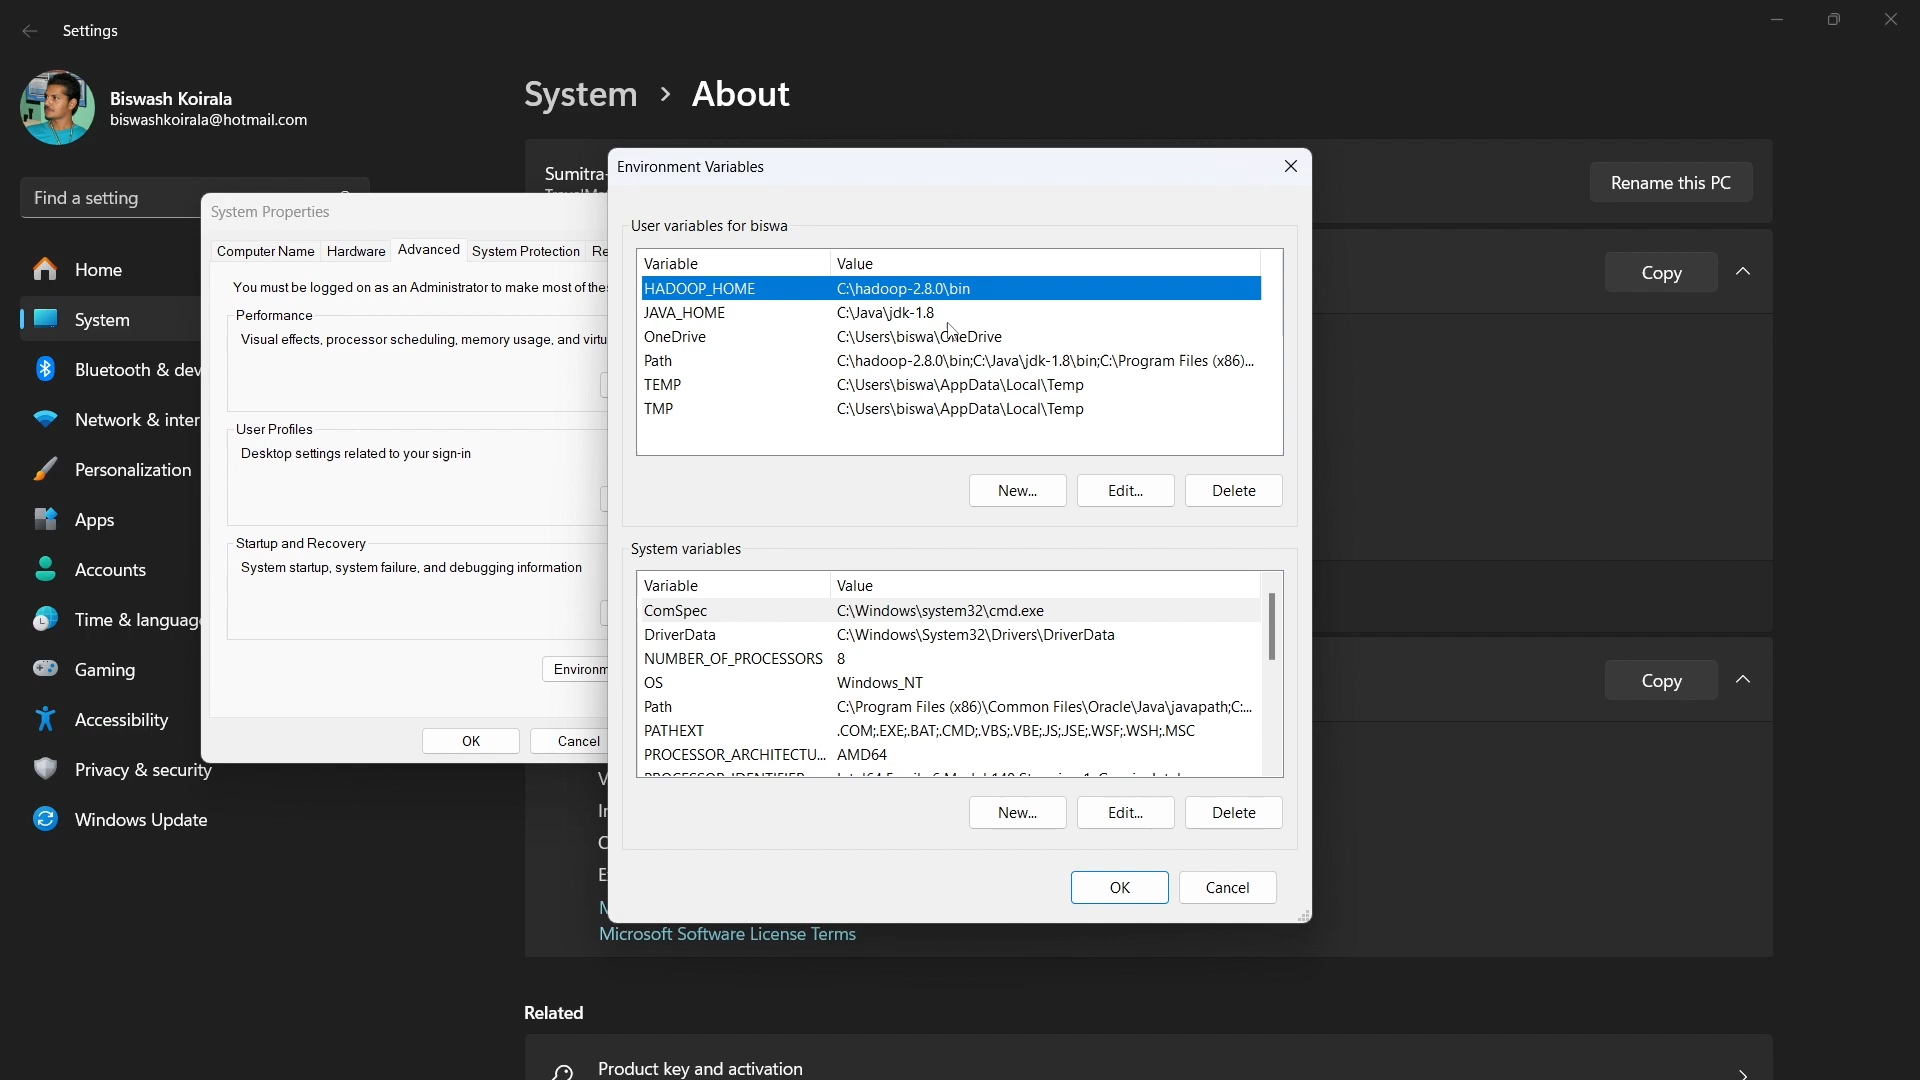 Settings
Biswash Koirala
biswashkoirala@hotmail.com
Find a setting
Home
System
Bluetooth & dev
Network & inter
Personalization
Apps
Accounts
Time & language
Gaming
Accessibility
Privacy & security
Windows Update
System > About
Sumitra-
Rename this PC
Copy
Copy
System Properties
Computer Name Hardware Advanced System Protection Re
You must be logged on as an Administrator to make most of the
Performance
Visual effects, processor scheduling, memory usage, and virtu
User Profiles
Desktop settings related to your sign-in
Startup and Recovery
System startup, system failure, and debugging information
Environm
OK Cancel
Environment Variables
User variables for biswa
Variable Value
HADOOP_HOME C:\hadoop-2.8.0\bin
JAVA_HOME C:\Java\jdk-1.8
OneDrive C:\Users\biswa\OneDrive
Path C:\hadoop-2.8.0\bin;C:\Java\jdk-1.8\bin;C:\Program Files (x86)...
TEMP C:\Users\biswa\AppData\Local\Temp
TMP C:\Users\biswa\AppData\Local\Temp
New... Edit... Delete
System variables
Variable Value
ComSpec C:\Windows\system32\cmd.exe
DriverData C:\Windows\System32\Drivers\DriverData
NUMBER_OF_PROCESSORS 8
OS Windows_NT
Path C:\Program Files (x86)\Common Files\Oracle\Java\javapath;C:...
PATHEXT .COM;.EXE;.BAT;.CMD;.VBS;.VBE;.JS;.JSE;.WSF;.WSH;.MSC
PROCESSOR_ARCHITECTU... AMD64
New... Edit... Delete
OK Cancel
Microsoft Software License Terms
Related
Product key and activation